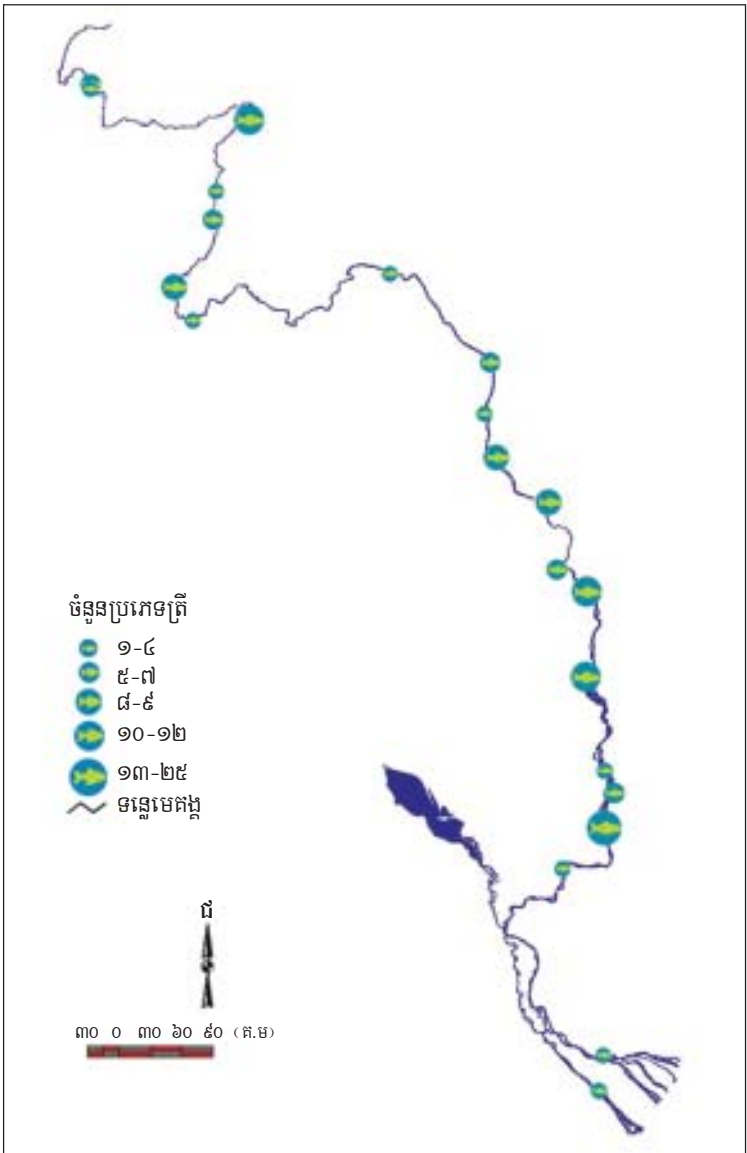 ចំនួនប្រភេទត្រី
១-៤
៥-៧
៨-៩
១០-១២
១៣-២៥
ទន្លេមេគង្គ
ជ
៣០ ០ ៣០ ៦០ ៩០ (គ.ម)